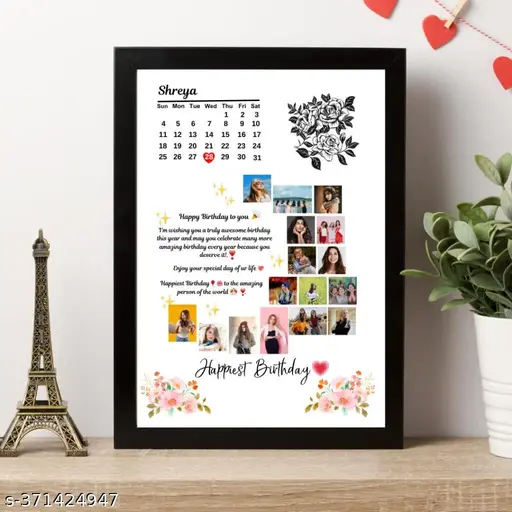 Shreya
Sun Mon Tue Wed Thu Fri Sat
1 2 3
4 5 6 7 8 9 10
11 12 13 14 15 16 17
18 19 20 21 22 23 24
25 26 27 28 29 30 31
Happy Birthday to you 🎉
I'm wishing you a truly awesome birthday
this year and may you celebrate many more
amazing birthday every year because you
deserve it!❣️
Enjoy your special day of ur life
Happiest Birthday to the amazing
person of the world
Happiest Birthday
s-371424947